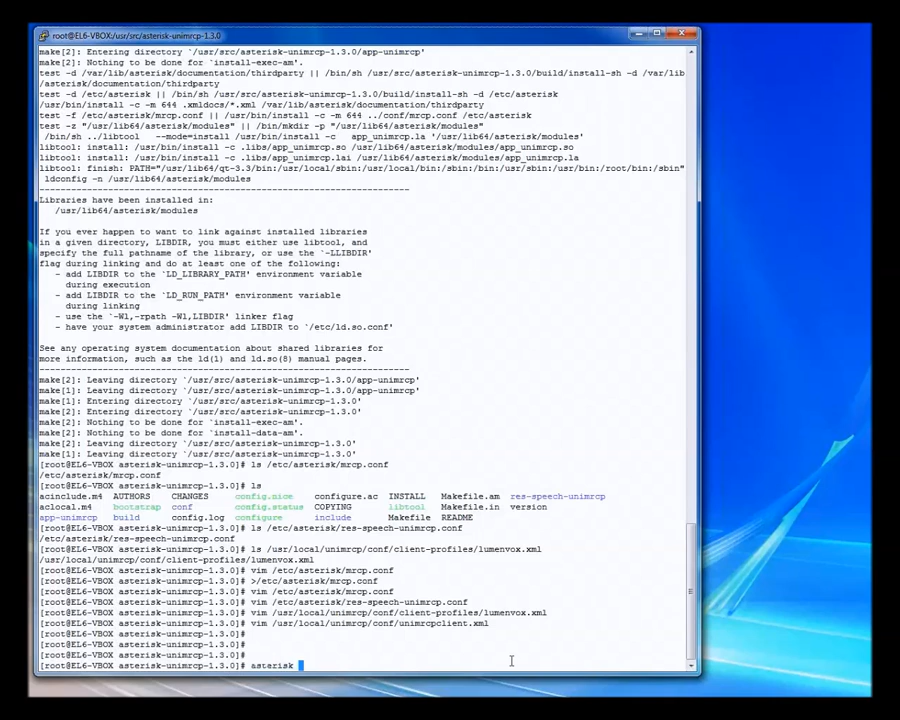 root@EL6-VBOX:/usr/src/asterisk-unimrcp-1.3.0
make[2]: Entering directory `/usr/src/asterisk-unimrcp-1.3.0/app-unimrcp'
make[2]: Nothing to be done for `install-exec-am'.
test -d /var/lib/asterisk/documentation/thirdparty || /bin/sh /usr/src/asterisk-unimrcp-1.3.0/build/install-sh -d /var/lib
/asterisk/documentation/thirdparty
test -d /etc/asterisk || /bin/sh /usr/src/asterisk-unimrcp-1.3.0/build/install-sh -d /etc/asterisk
/usr/bin/install -c -m 644 .xmldocs/*.xml /var/lib/asterisk/documentation/thirdparty
test -f /etc/asterisk/mrcp.conf || /usr/bin/install -c -m 644 ../conf/mrcp.conf /etc/asterisk
test -z "/usr/lib64/asterisk/modules" || /bin/mkdir -p "/usr/lib64/asterisk/modules"
/bin/sh ../libtool   --mode=install /usr/bin/install -c   app_unimrcp.la '/usr/lib64/asterisk/modules'
libtool: install: /usr/bin/install -c .libs/app_unimrcp.so /usr/lib64/asterisk/modules/app_unimrcp.so
libtool: install: /usr/bin/install -c .libs/app_unimrcp.lai /usr/lib64/asterisk/modules/app_unimrcp.la
libtool: finish: PATH="/usr/lib64/qt-3.3/bin:/usr/local/sbin:/usr/local/bin:/sbin:/bin:/usr/sbin:/usr/bin:/root/bin:/sbin"
ldconfig -n /usr/lib64/asterisk/modules
----------------------------------------------------------------------
Libraries have been installed in:
   /usr/lib64/asterisk/modules
If you ever happen to want to link against installed libraries
in a given directory, LIBDIR, you must either use libtool, and
specify the full pathname of the library, or use the `-LLIBDIR'
flag during linking and do at least one of the following:
   - add LIBDIR to the `LD_LIBRARY_PATH' environment variable
     during execution
   - add LIBDIR to the `LD_RUN_PATH' environment variable
     during linking
   - use the `-Wl,-rpath -Wl,LIBDIR' linker flag
   - have your system administrator add LIBDIR to `/etc/ld.so.conf'
See any operating system documentation about shared libraries for
more information, such as the ld(1) and ld.so(8) manual pages.
----------------------------------------------------------------------
make[2]: Leaving directory `/usr/src/asterisk-unimrcp-1.3.0/app-unimrcp'
make[1]: Leaving directory `/usr/src/asterisk-unimrcp-1.3.0/app-unimrcp'
make[1]: Entering directory `/usr/src/asterisk-unimrcp-1.3.0'
make[2]: Entering directory `/usr/src/asterisk-unimrcp-1.3.0'
make[2]: Nothing to be done for `install-exec-am'.
make[2]: Nothing to be done for `install-data-am'.
make[2]: Leaving directory `/usr/src/asterisk-unimrcp-1.3.0'
make[1]: Leaving directory `/usr/src/asterisk-unimrcp-1.3.0'
[root@EL6-VBOX asterisk-unimrcp-1.3.0]# ls /etc/asterisk/mrcp.conf
/etc/asterisk/mrcp.conf
[root@EL6-VBOX asterisk-unimrcp-1.3.0]# ls
acinclude.m4  AUTHORS    CHANGES     config.nice    configure.ac  INSTALL   Makefile.am  res-speech-unimrcp
aclocal.m4    bootstrap  conf        config.status  COPYING       libtool   Makefile.in  version
app-unimrcp   build      config.log  configure      include       Makefile  README
[root@EL6-VBOX asterisk-unimrcp-1.3.0]# ls /etc/asterisk/res-speech-unimrcp.conf
/etc/asterisk/res-speech-unimrcp.conf
[root@EL6-VBOX asterisk-unimrcp-1.3.0]# ls /usr/local/unimrcp/conf/client-profiles/lumenvox.xml
/usr/local/unimrcp/conf/client-profiles/lumenvox.xml
[root@EL6-VBOX asterisk-unimrcp-1.3.0]# vim /etc/asterisk/mrcp.conf
[root@EL6-VBOX asterisk-unimrcp-1.3.0]# >/etc/asterisk/mrcp.conf
[root@EL6-VBOX asterisk-unimrcp-1.3.0]# vim /etc/asterisk/mrcp.conf
[root@EL6-VBOX asterisk-unimrcp-1.3.0]# vim /etc/asterisk/res-speech-unimrcp.conf
[root@EL6-VBOX asterisk-unimrcp-1.3.0]# vim /usr/local/unimrcp/conf/client-profiles/lumenvox.xml
[root@EL6-VBOX asterisk-unimrcp-1.3.0]# vim /usr/local/unimrcp/conf/unimrcpclient.xml
[root@EL6-VBOX asterisk-unimrcp-1.3.0]#
[root@EL6-VBOX asterisk-unimrcp-1.3.0]#
[root@EL6-VBOX asterisk-unimrcp-1.3.0]#
[root@EL6-VBOX asterisk-unimrcp-1.3.0]# asterisk